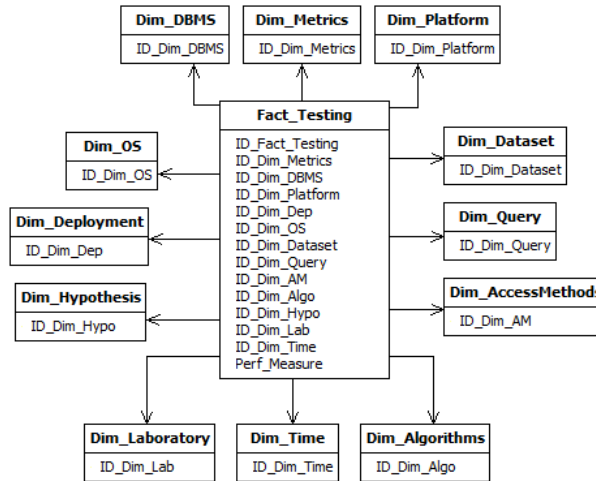 Dim_DBMS
ID_Dim_DBMS
Dim_Metrics
ID_Dim_Metrics
Dim_Platform
ID_Dim_Platform
Fact_Testing
ID_Fact_Testing
ID_Dim_Metrics
ID_Dim_DBMS
ID_Dim_Platform
ID_Dim_Dep
ID_Dim_OS
ID_Dim_Dataset
ID_Dim_Query
ID_Dim_AM
ID_Dim_Algo
ID_Dim_Hypo
ID_Dim_Lab
ID_Dim_Time
Perf_Measure
Dim_OS
ID_Dim_OS
Dim_Deployment
ID_Dim_Dep
Dim_Hypothesis
ID_Dim_Hypo
Dim_Dataset
ID_Dim_Dataset
Dim_Query
ID_Dim_Query
Dim_AccessMethods
ID_Dim_AM
Dim_Laboratory
ID_Dim_Lab
Dim_Time
ID_Dim_Time
Dim_Algorithms
ID_Dim_Algo